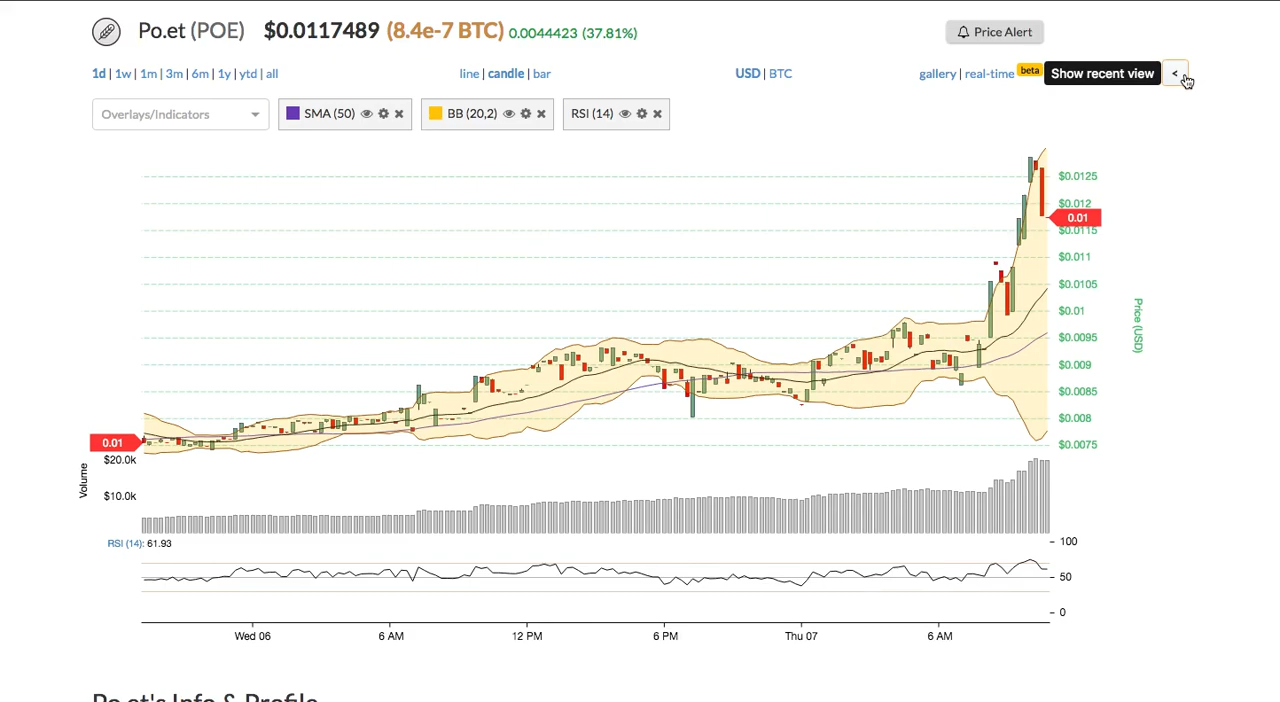 Po.et (POE) $0.0117489 (8.4e-7 BTC) 0.0044423 (37.81%) Price Alert
1d | 1w | 1m | 3m | 6m | 1y | ytd | all line | candle | bar USD | BTC gallery | real-time beta Show recent view <
Overlays/Indicators SMA (50) BB (20,2) RSI (14)
$0.0125
$0.012
0.01
$0.0115
$0.011
$0.0105
$0.01
$0.0095
$0.009
$0.0085
$0.008
$0.0075
Price (USD)
0.01
$20.0k
$10.0k
Volume
RSI (14): 61.93
100
50
0
Wed 06 6 AM 12 PM 6 PM Thu 07 6 AM
Po.et's Info & Profile